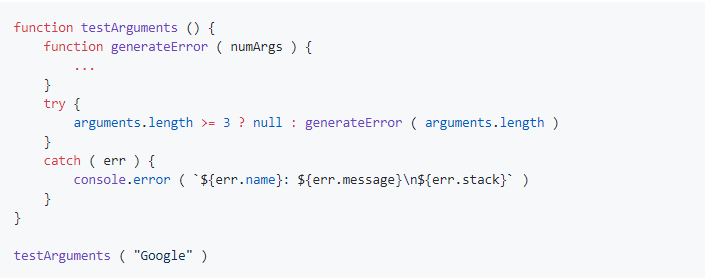 function testArguments () {
    function generateError ( numArgs ) {
        ...
    }
    try {
        arguments.length >= 3 ? null : generateError ( arguments.length )
    }
    catch ( err ) {
        console.error ( `${err.name}: ${err.message}\n${err.stack}` )
    }
}

testArguments ( "Google" )